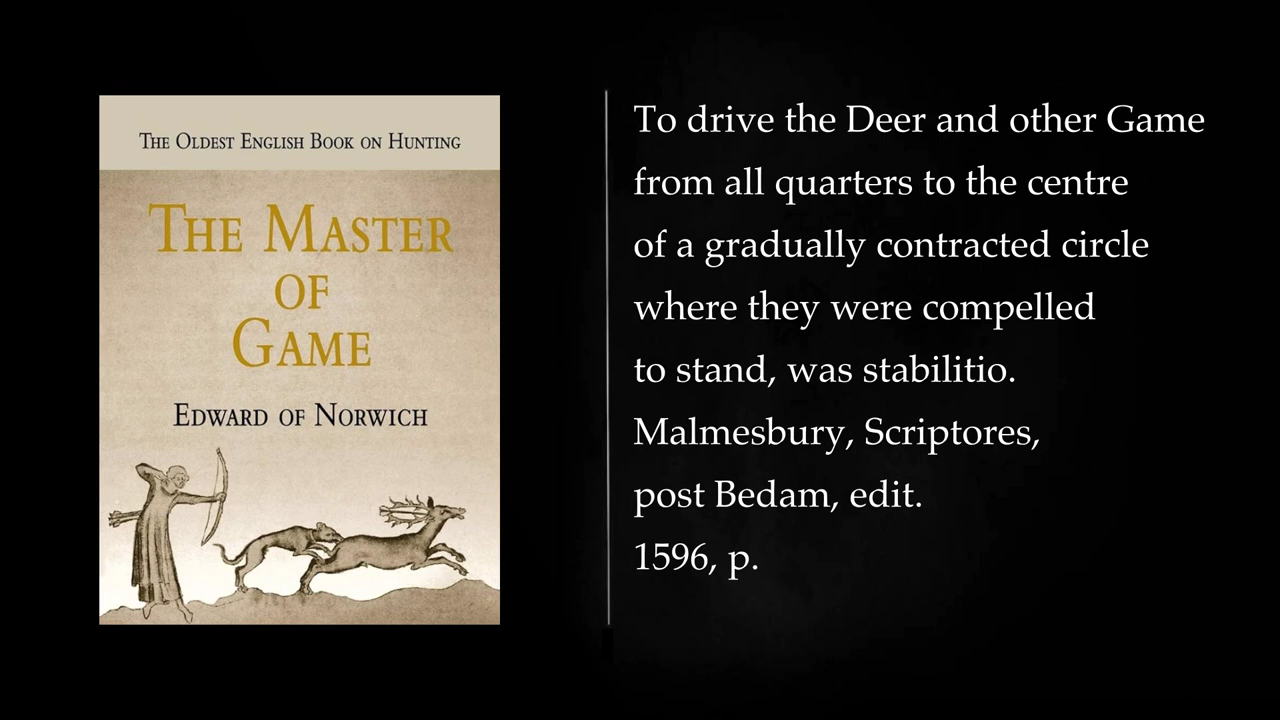 The Oldest English Book on Hunting
The Master
of
Game
Edward of Norwich
To drive the Deer and other Game
from all quarters to the centre
of a gradually contracted circle
where they were compelled
to stand, was stabilitio.
Malmesbury, Scriptores,
post Bedam, edit.
1596, p.